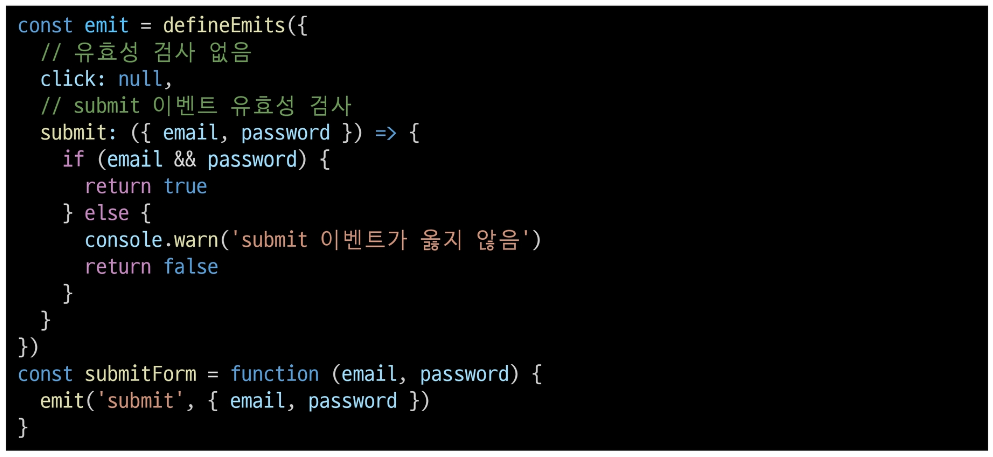 const emit = defineEmits({
  // 유효성 검사 없음
  click: null,
  // submit 이벤트 유효성 검사
  submit: ({ email, password }) => {
    if (email && password) {
      return true
    } else {
      console.warn('submit 이벤트가 옳지 않음')
      return false
    }
  }
})
const submitForm = function (email, password) {
  emit('submit', { email, password })
}